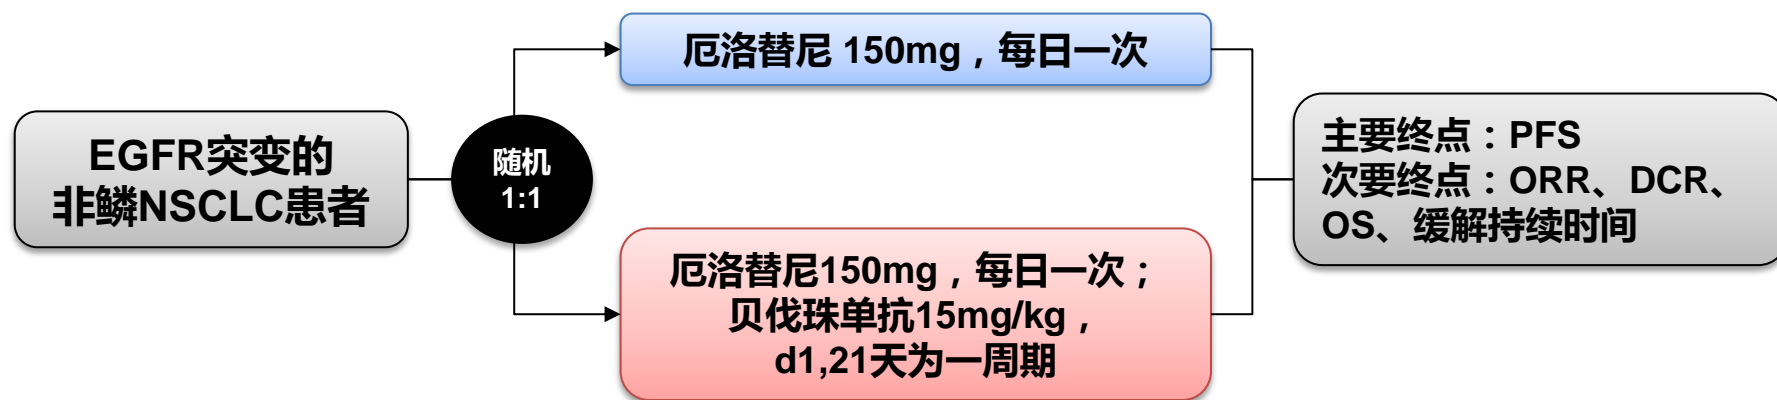 EGFR突变的
非鳞NSCLC患者
随机
1:1
厄洛替尼 150mg，每日一次
厄洛替尼150mg，每日一次；
贝伐珠单抗15mg/kg，
d1,21天为一周期
主要终点：PFS
次要终点：ORR、DCR、
OS、缓解持续时间